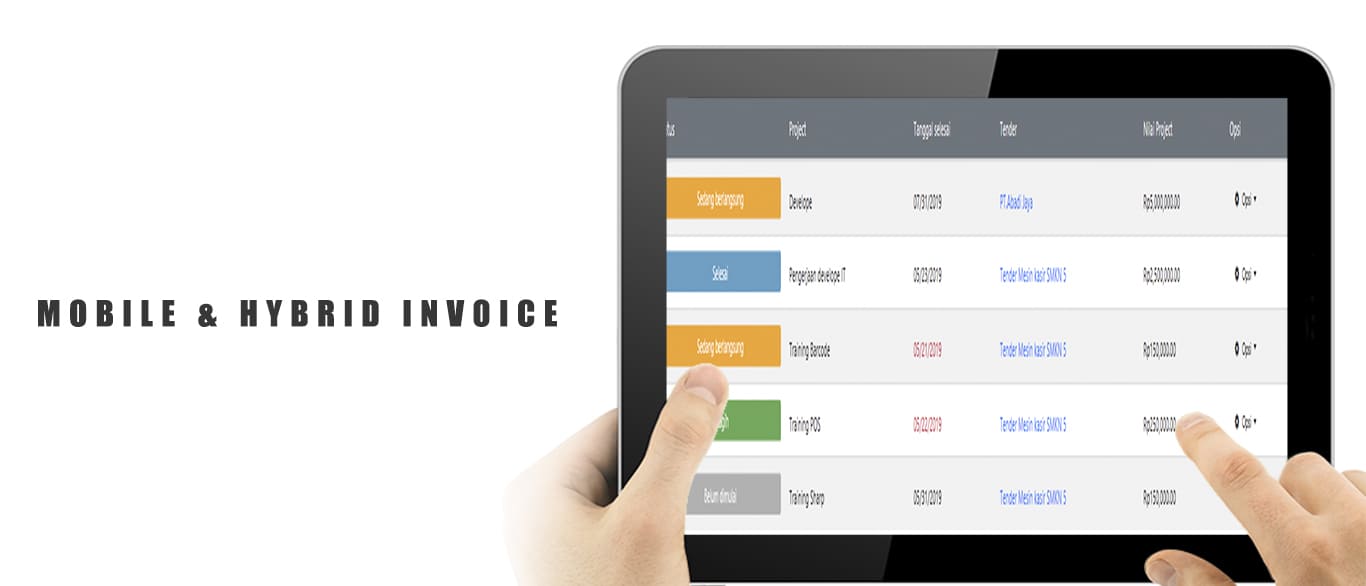 MOBILE & HYBRID INVOICE
tus Project Tanggal selesai Tender Nilai Project Opsi
Sedang berlangsung Develope 07/31/2019 PT.Abadi Jaya Rp5,000,000.00 Opsi
Selesai Pengerjaan develope IT 05/23/2019 Tender Mesin kasir SMKN 5 Rp2,500,000.00 Opsi
Sedang berlangsung Training Barcode 05/21/2019 Tender Mesin kasir SMKN 5 Rp150,000.00 Opsi
Training POS 05/22/2019 Tender Mesin kasir SMKN 5 Rp250,000.00 Opsi
Belum dimulai Training Sharp 05/31/2019 Tender Mesin kasir SMKN 5 Rp150,000.00